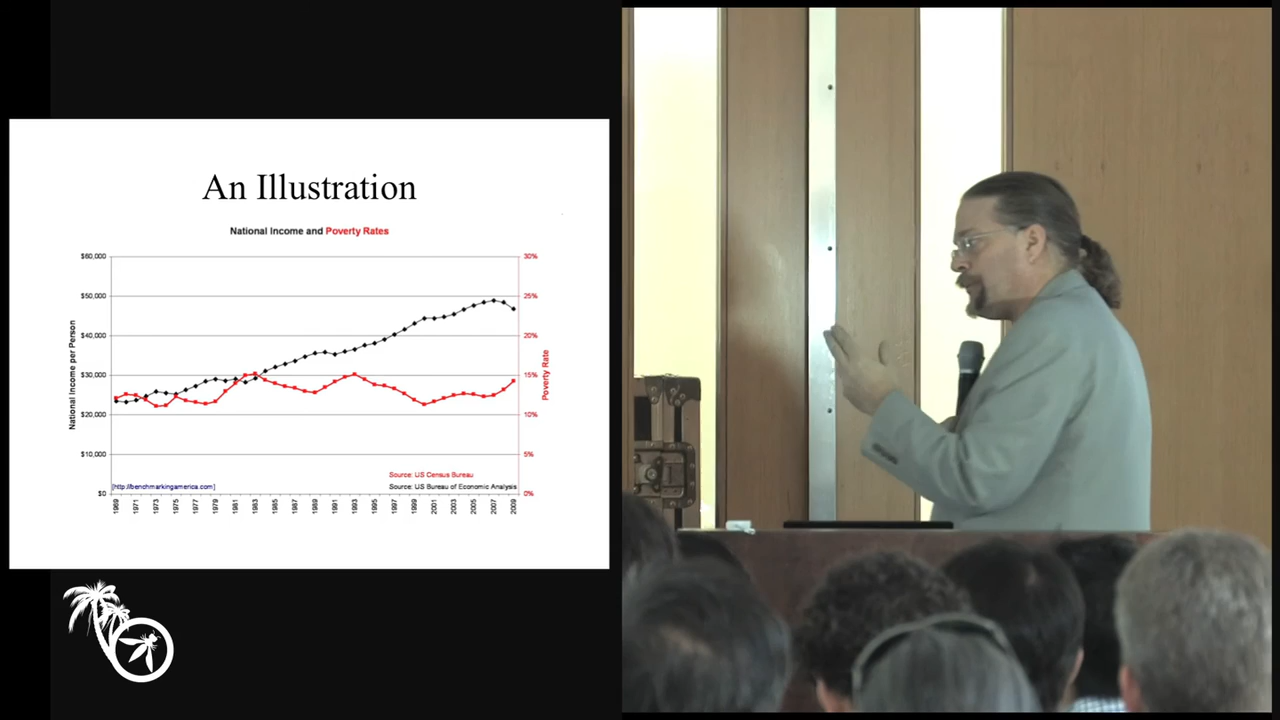 An Illustration
National Income and Poverty Rates
$60,000
$50,000
$40,000
$30,000
$20,000
$10,000
$0
National Income per Person
30%
25%
20%
15%
10%
5%
0%
Poverty Rate
Source: US Census Bureau
[http://benchmarkingamerica.com]
Source: US Bureau of Economic Analysis
1969 1971 1973 1975 1977 1979 1981 1983 1985 1987 1989 1991 1993 1995 1997 1999 2001 2003 2005 2007 2009